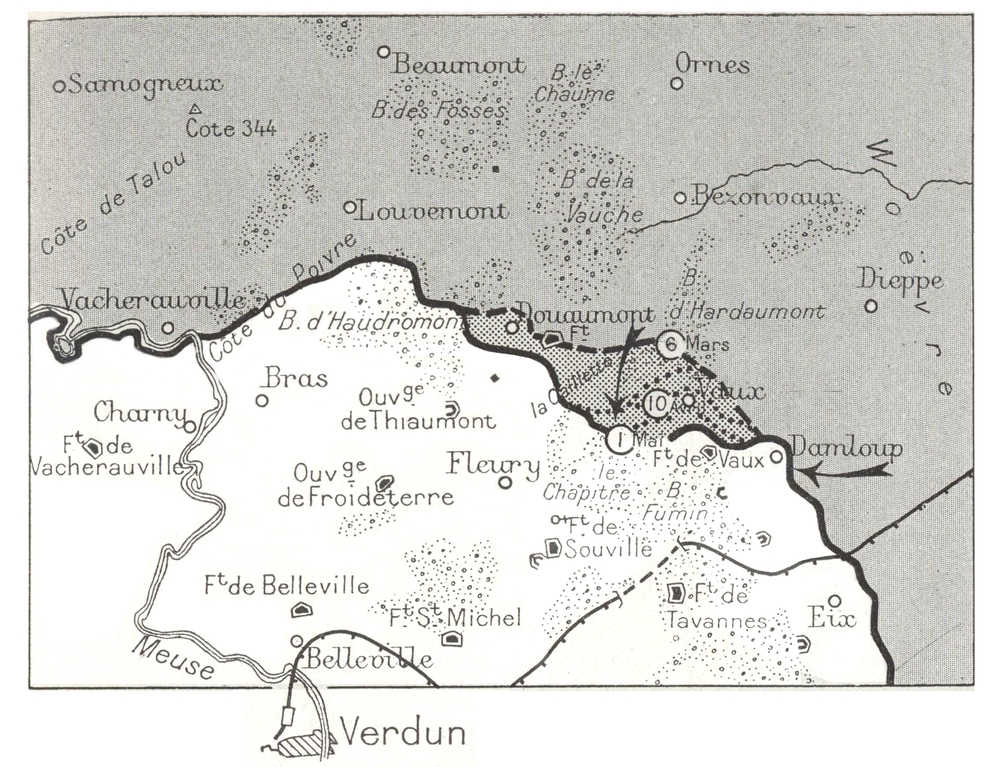 Beaumont
Ornes
Samogneux
B. le
Chaume
B. des Fosses
Cote 344
Côte de Talou
B. de la
Vauche
Bezonvaux
Louvemont
Woëvre
Côte du Poivre
Dieppe
Vacherauville
B.
d'Hardaumont
Douaumont
Ft
B. d'Haudromont
6 Mars
la Caillette
Bras
Vaux
10 Avril
Ouvge
de Thiaumont
Charny
1 Mai
Ft de
Vacherauville
Ft de Vaux
Damloup
Fleury
Ouvge
de Froideterre
le
Chapitre
B.
Fumin
Ft de
Souville
Ft de Belleville
Ft St Michel
Ft de
Tavannes
Eix
Meuse
Belleville
Verdun